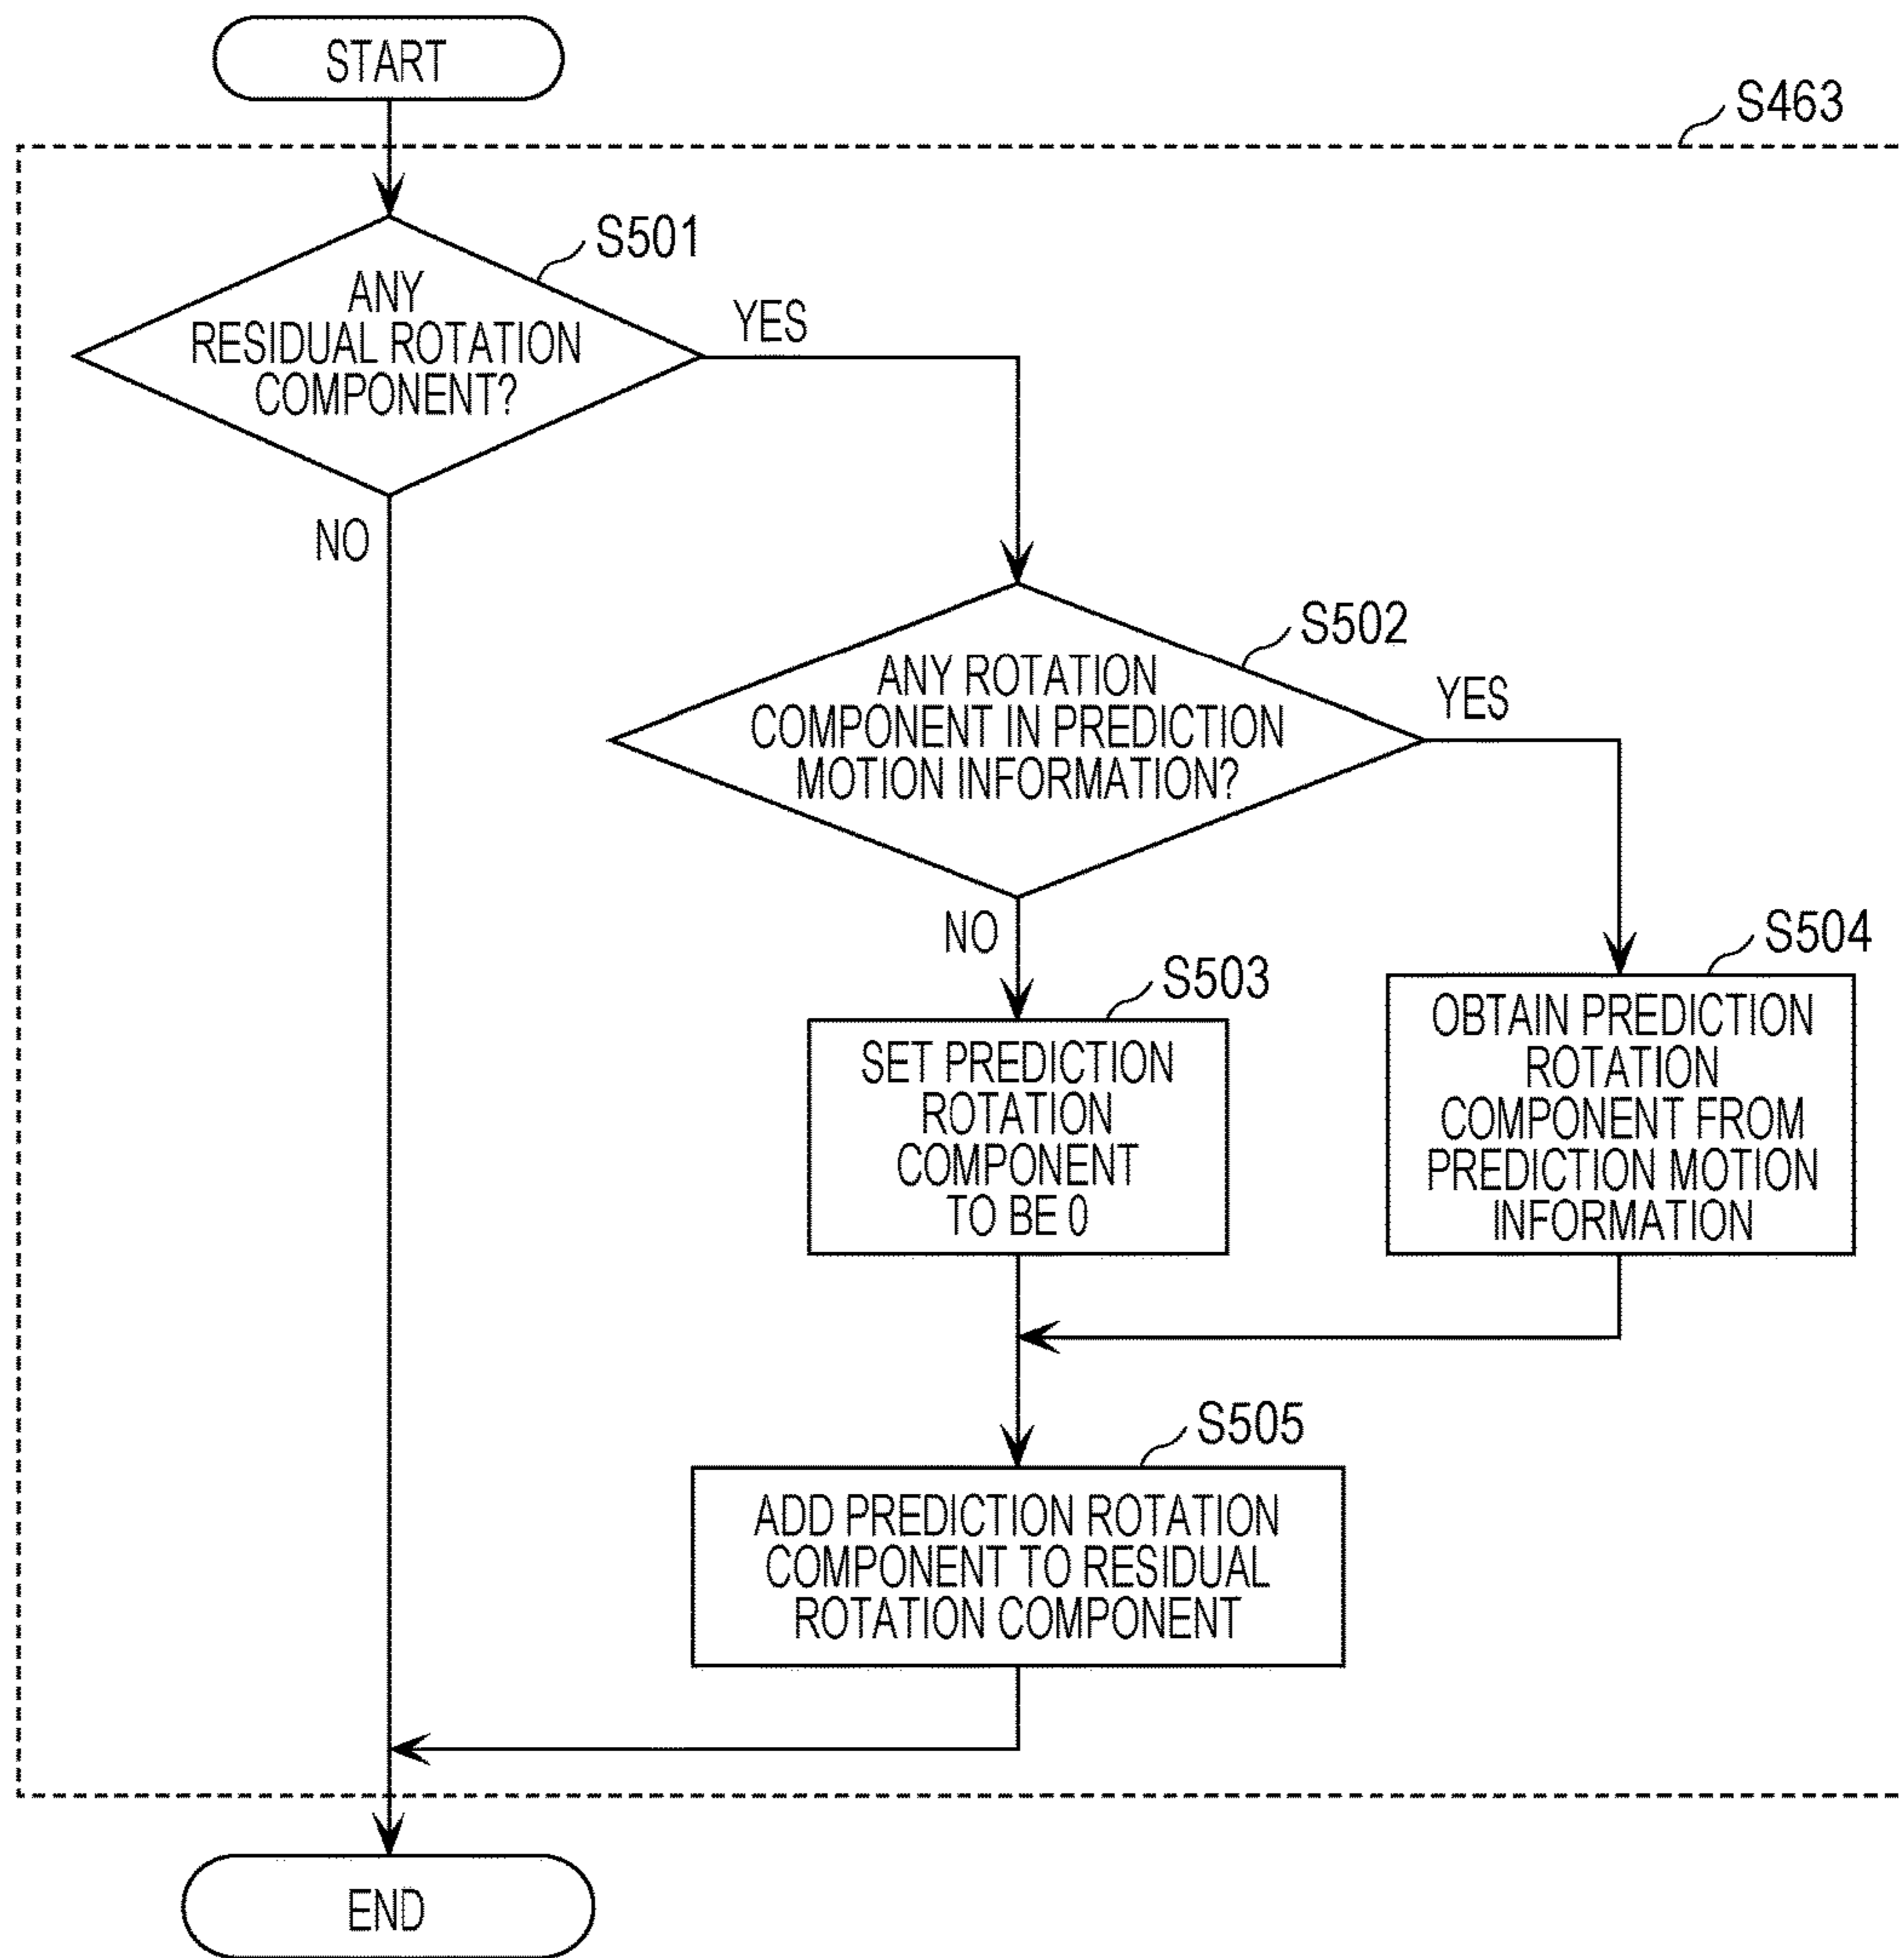 START
S463
S501
ANY
RESIDUAL ROTATION
COMPONENT?
YES
NO
S502
ANY ROTATION
COMPONENT IN PREDICTION
MOTION INFORMATION?
YES
NO
S503
SET PREDICTION
ROTATION
COMPONENT
TO BE 0
S504
OBTAIN PREDICTION
ROTATION
COMPONENT FROM
PREDICTION MOTION
INFORMATION
S505
ADD PREDICTION ROTATION
COMPONENT TO RESIDUAL
ROTATION COMPONENT
END